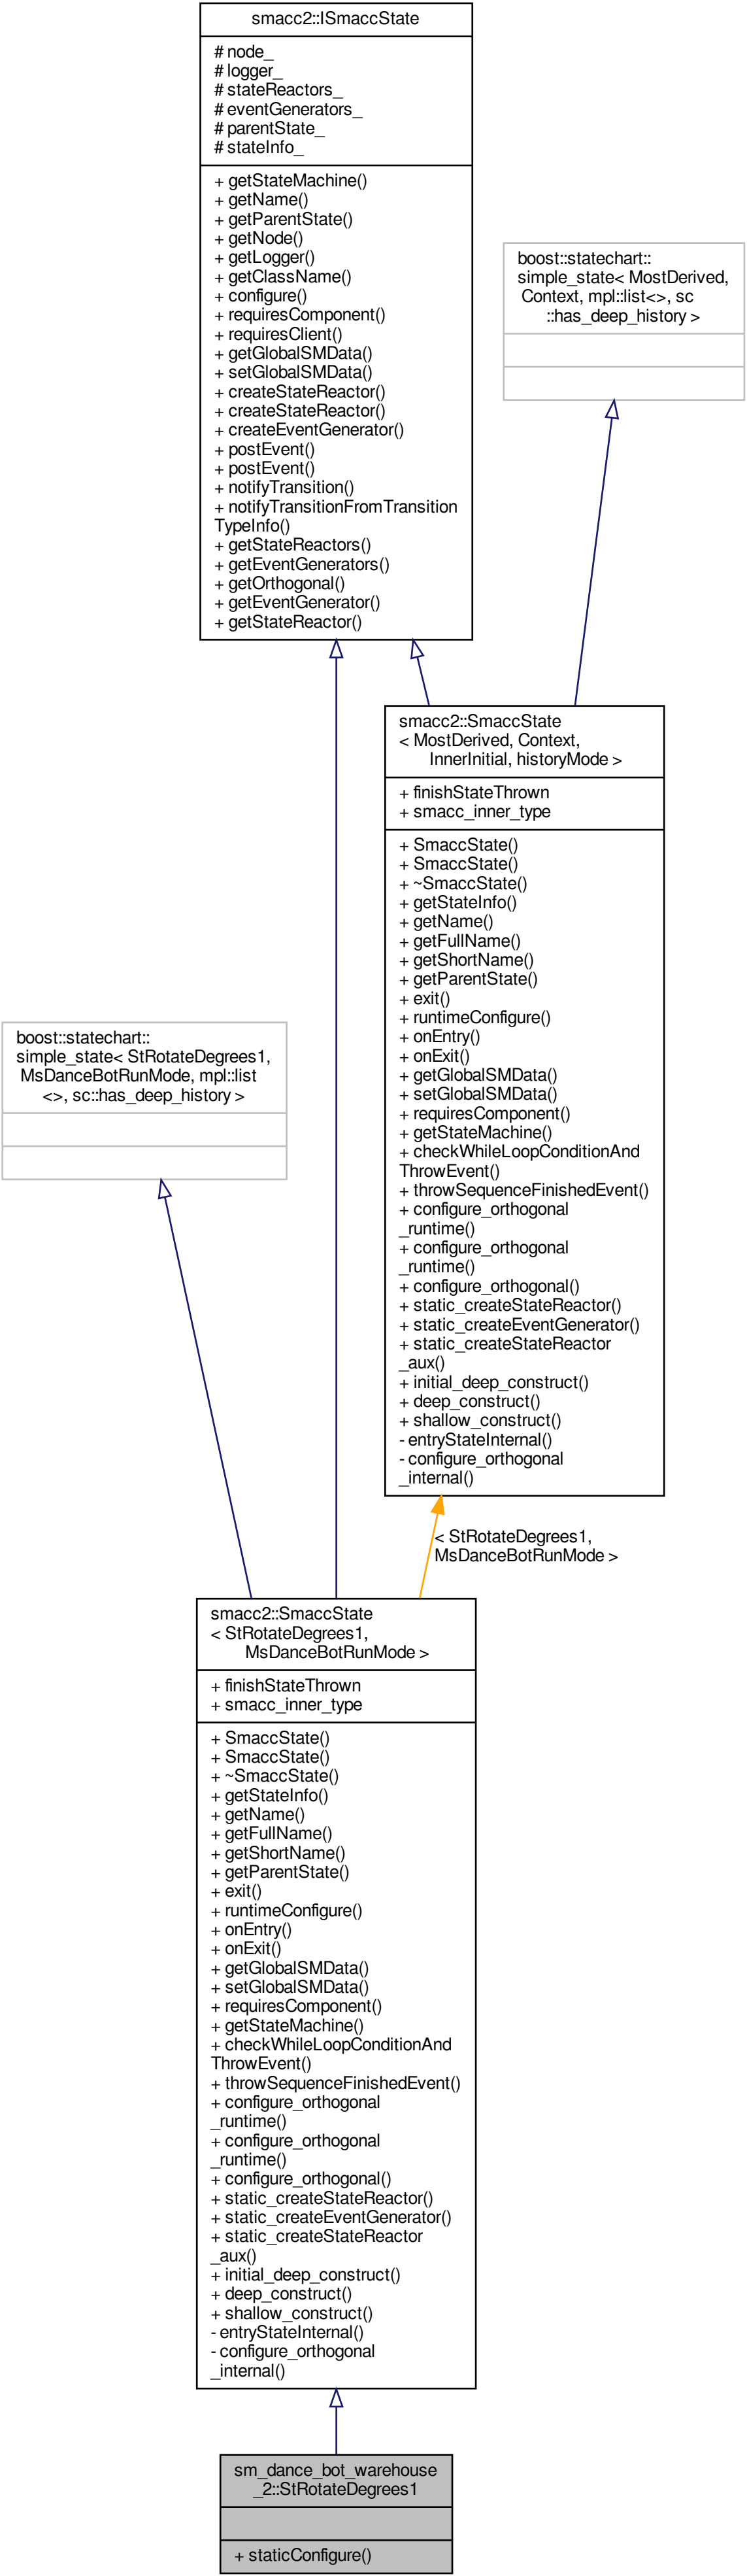 smacc2::ISmaccState
# node_
# logger_
# stateReactors_
# eventGenerators_
# parentState_
# stateInfo_
+ getStateMachine()
+ getName()
+ getParentState()
+ getNode()
+ getLogger()
+ getClassName()
+ configure()
+ requiresComponent()
+ requiresClient()
+ getGlobalSMData()
+ setGlobalSMData()
+ createStateReactor()
+ createStateReactor()
+ createEventGenerator()
+ postEvent()
+ postEvent()
+ notifyTransition()
+ notifyTransitionFromTransition
TypeInfo()
+ getStateReactors()
+ getEventGenerators()
+ getOrthogonal()
+ getEventGenerator()
+ getStateReactor()
boost::statechart::
simple_state< MostDerived,
Context, mpl::list<>, sc
::has_deep_history >
smacc2::SmaccState
< MostDerived, Context,
InnerInitial, historyMode >
+ finishStateThrown
+ smacc_inner_type
+ SmaccState()
+ SmaccState()
+ ~SmaccState()
+ getStateInfo()
+ getName()
+ getFullName()
+ getShortName()
+ getParentState()
+ exit()
+ runtimeConfigure()
+ onEntry()
+ onExit()
+ getGlobalSMData()
+ setGlobalSMData()
+ requiresComponent()
+ getStateMachine()
+ checkWhileLoopConditionAnd
ThrowEvent()
+ throwSequenceFinishedEvent()
+ configure_orthogonal
_runtime()
+ configure_orthogonal
_runtime()
+ configure_orthogonal()
+ static_createStateReactor()
+ static_createEventGenerator()
+ static_createStateReactor
_aux()
+ initial_deep_construct()
+ deep_construct()
+ shallow_construct()
- entryStateInternal()
- configure_orthogonal
_internal()
boost::statechart::
simple_state< StRotateDegrees1,
MsDanceBotRunMode, mpl::list
<>, sc::has_deep_history >
< StRotateDegrees1,
MsDanceBotRunMode >
smacc2::SmaccState
< StRotateDegrees1,
MsDanceBotRunMode >
+ finishStateThrown
+ smacc_inner_type
+ SmaccState()
+ SmaccState()
+ ~SmaccState()
+ getStateInfo()
+ getName()
+ getFullName()
+ getShortName()
+ getParentState()
+ exit()
+ runtimeConfigure()
+ onEntry()
+ onExit()
+ getGlobalSMData()
+ setGlobalSMData()
+ requiresComponent()
+ getStateMachine()
+ checkWhileLoopConditionAnd
ThrowEvent()
+ throwSequenceFinishedEvent()
+ configure_orthogonal
_runtime()
+ configure_orthogonal
_runtime()
+ configure_orthogonal()
+ static_createStateReactor()
+ static_createEventGenerator()
+ static_createStateReactor
_aux()
+ initial_deep_construct()
+ deep_construct()
+ shallow_construct()
- entryStateInternal()
- configure_orthogonal
_internal()
sm_dance_bot_warehouse
_2::StRotateDegrees1
+ staticConfigure()